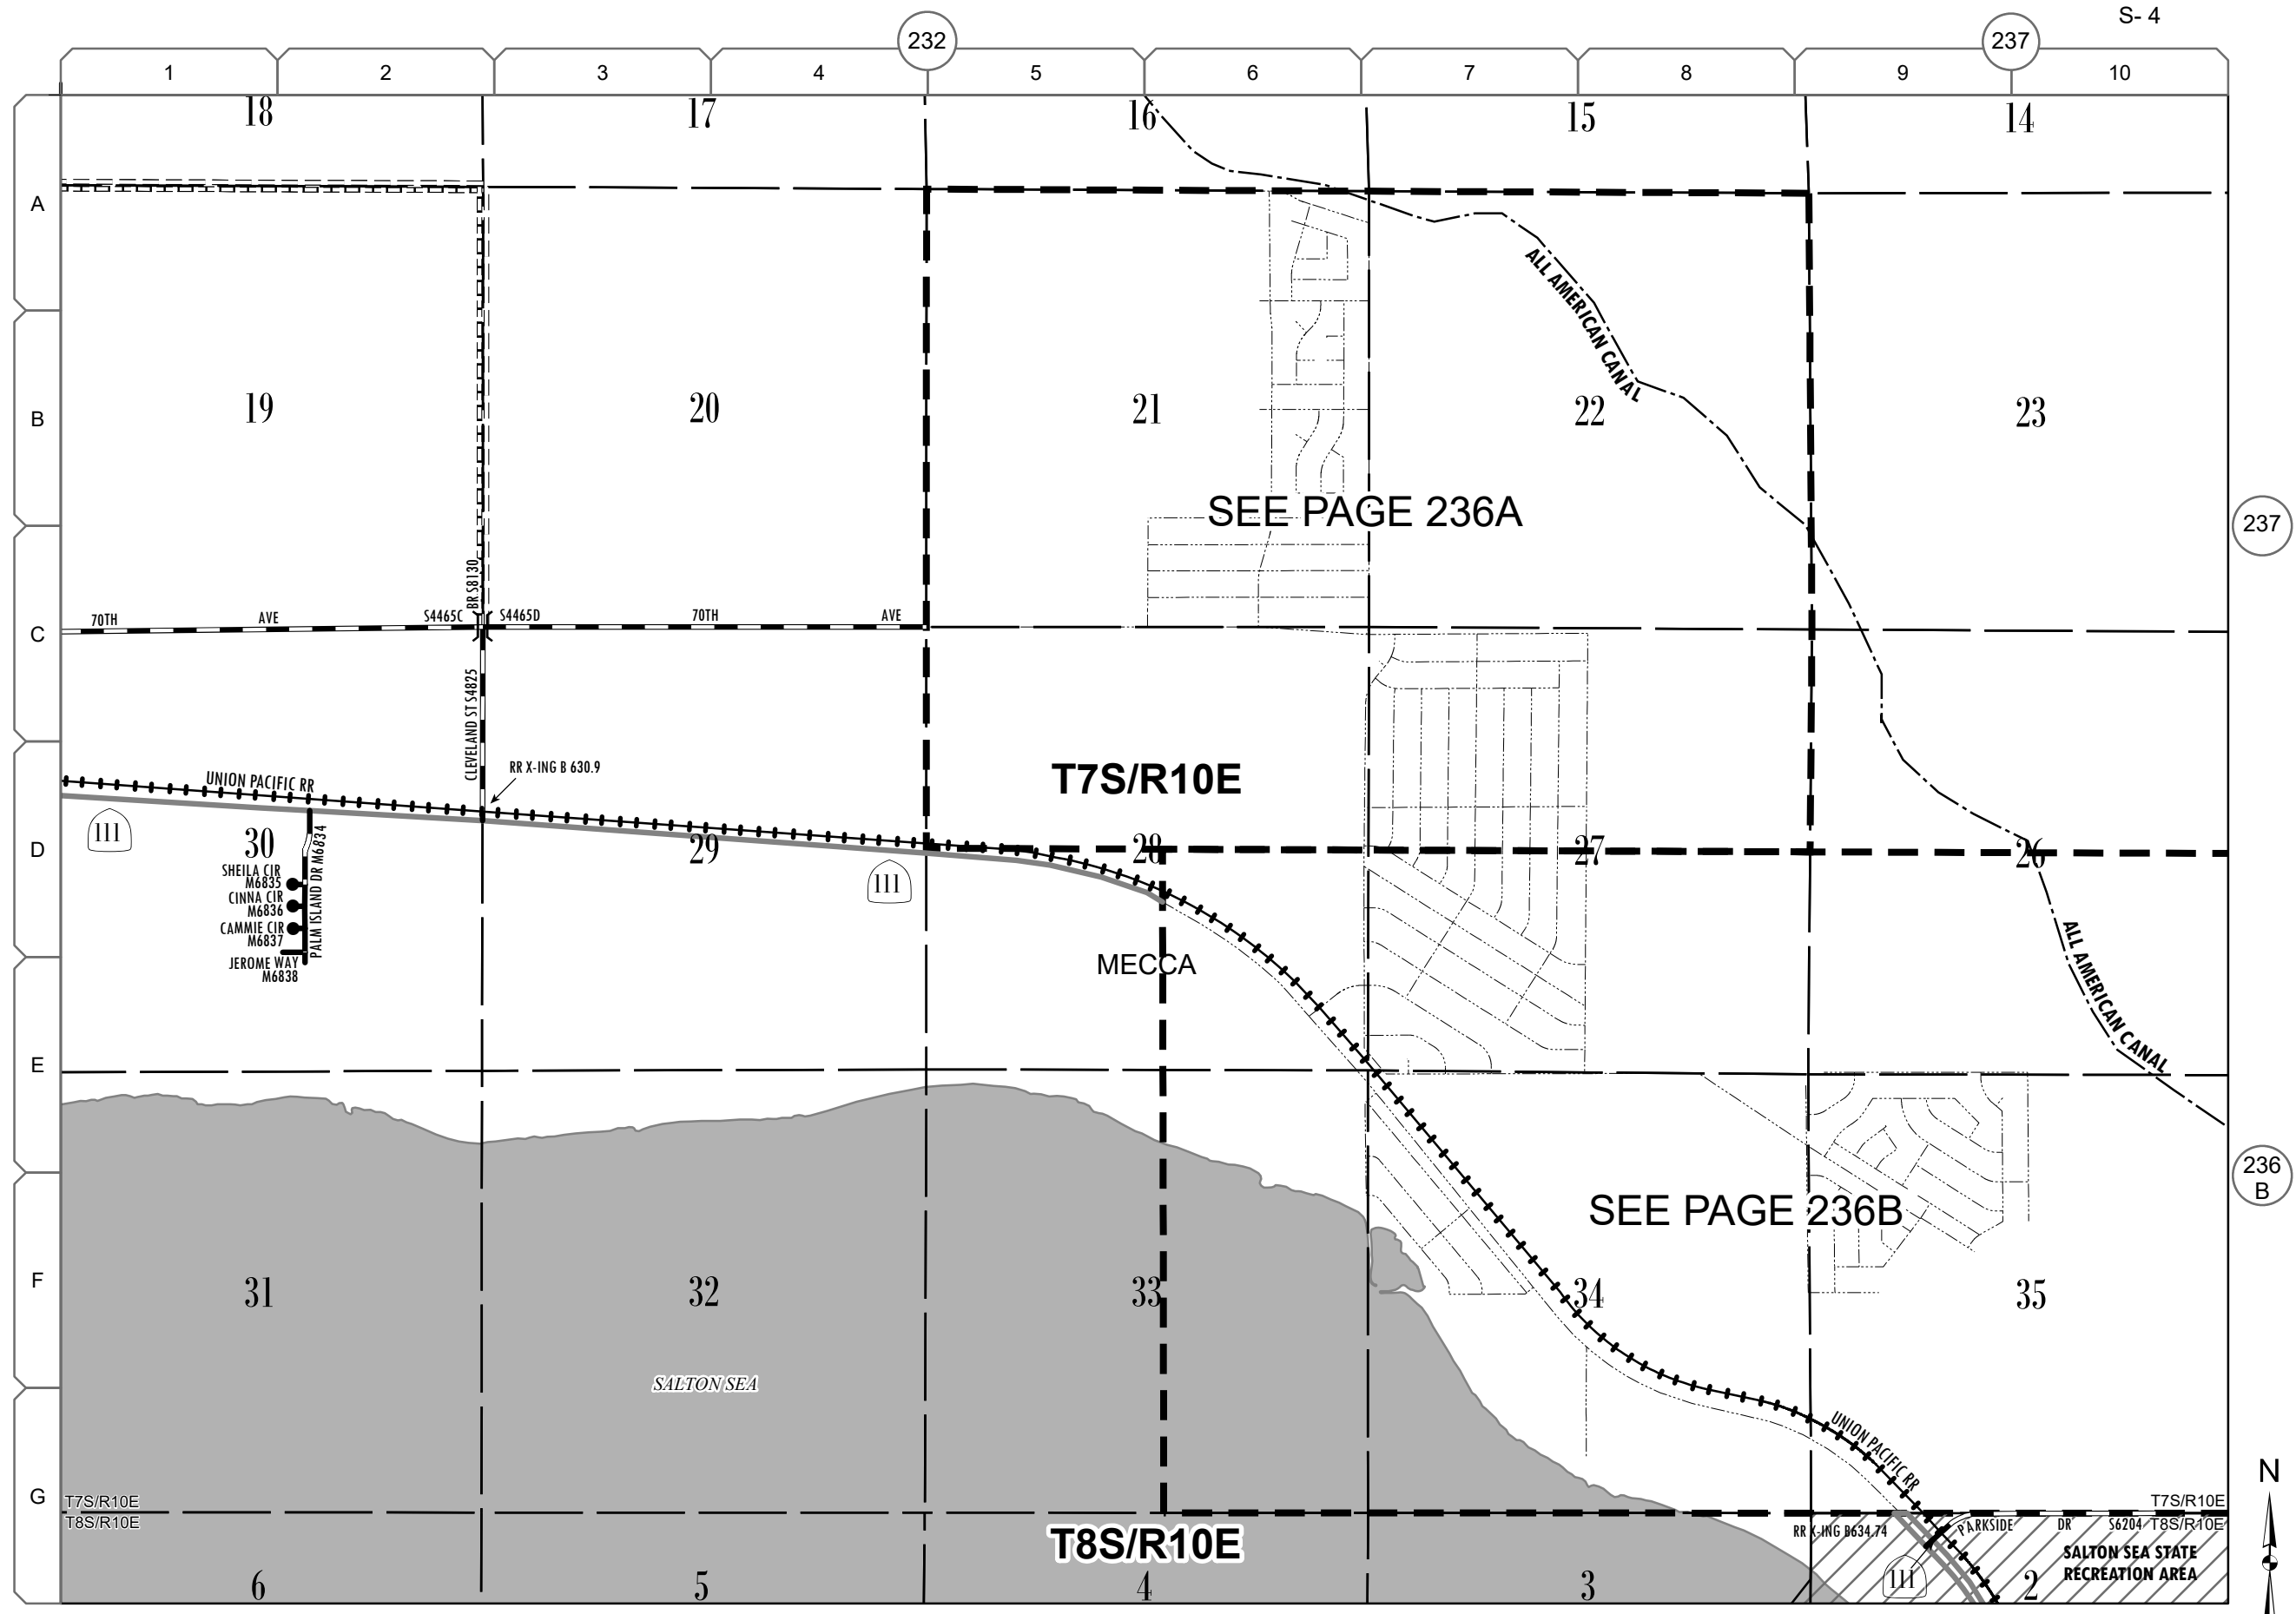 S- 4
232
237
1
2
3
4
5
6
7
8
9
10
18
17
16
15
14
A
ALL AMERICAN CANAL
B
19
20
21
22
23
SEE PAGE 236A
237
BR S8130
C
70TH
AVE
S4465C
S4465D
70TH
AVE
CLEVELAND ST S4825
RR X-ING B 630.9
UNION PACIFIC RR
T7S/R10E
111
30
D
29
28
27
26
111
PALM ISLAND DR M6834
SHEILA CIR
M6835
CINNA CIR
M6836
CAMMIE CIR
M6837
JEROME WAY
M6838
MECCA
ALL AMERICAN CANAL
E
236
B
SEE PAGE 236B
F
31
32
33
34
35
SALTON SEA
UNION PACIFIC RR
N
G
T7S/R10E
T8S/R10E
T7S/R10E
T8S/R10E
T8S/R10E
RR X-ING B634.74
PARKSIDE
DR
S6204
SALTON SEA STATE
RECREATION AREA
111
6
5
4
3
2